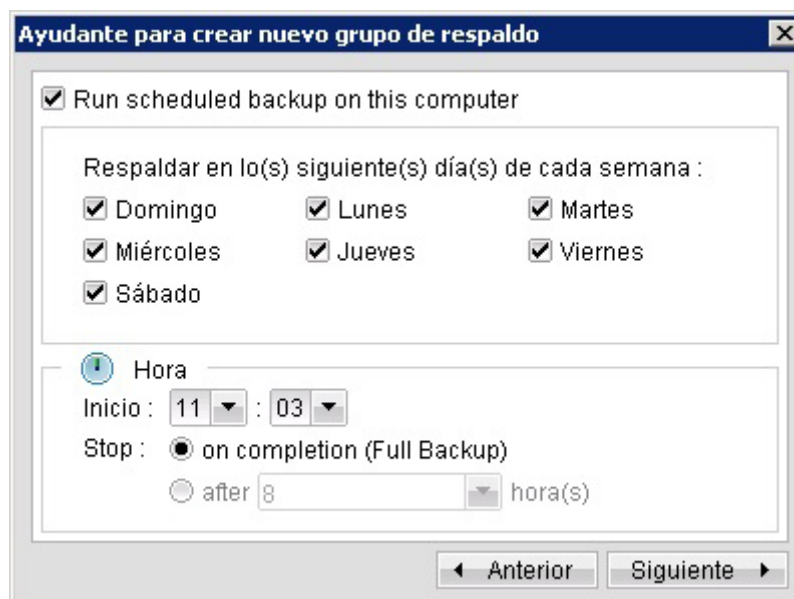 Ayudante para crear nuevo grupo de respaldo
Run scheduled backup on this computer
Respaldar en lo(s) siguiente(s) día(s) de cada semana :
Domingo Lunes Martes
Miércoles Jueves Viernes
Sábado
Hora
Inicio : 11 : 03
Stop : on completion (Full Backup)
after 8 hora(s)
Anterior Siguiente